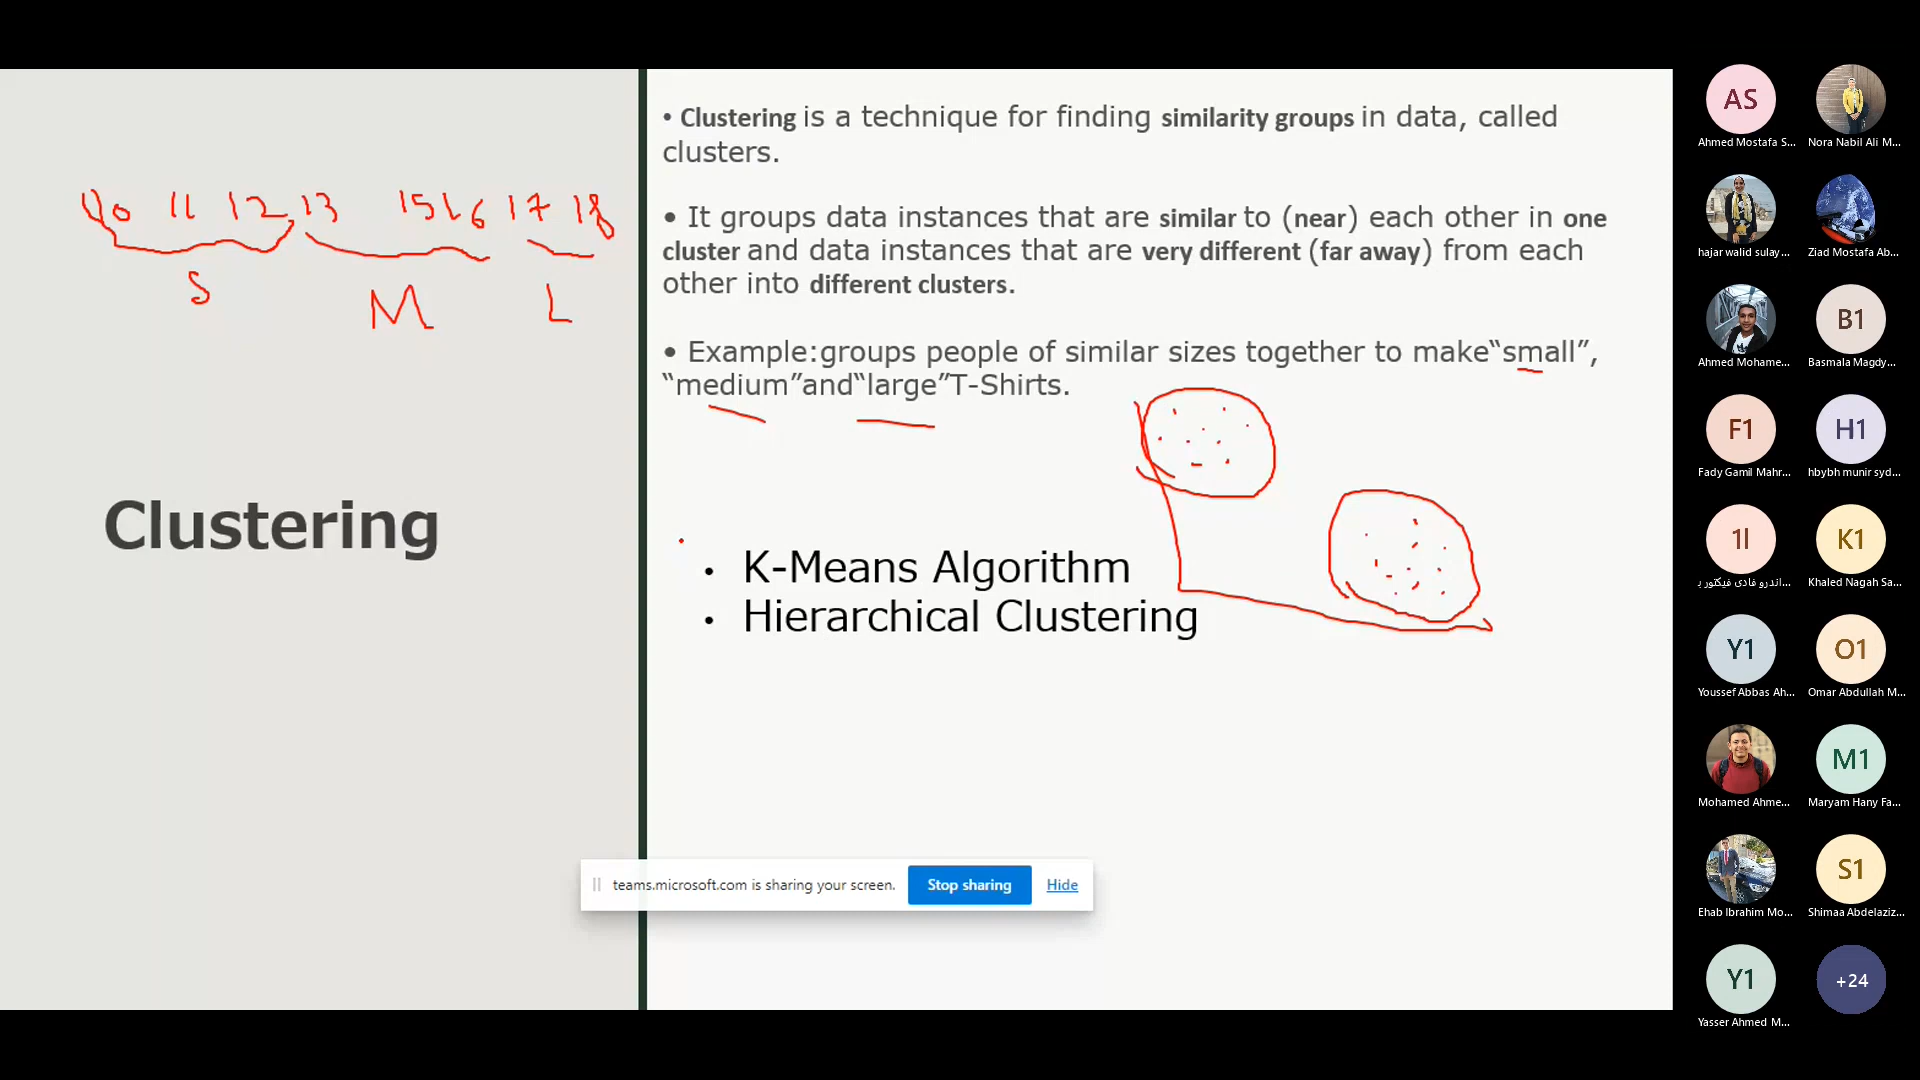 • Clustering is a technique for finding similarity groups in data, called
clusters.
• It groups data instances that are similar to (near) each other in one
cluster and data instances that are very different (far away) from each
other into different clusters.
• Example:groups people of similar sizes together to make“small”,
“medium”and“large”T-Shirts.
10 11 12, 13 15 16 17 18
S M L
Clustering
• K-Means Algorithm
• Hierarchical Clustering
teams.microsoft.com is sharing your screen. Stop sharing Hide
AS
Ahmed Mostafa S... Nora Nabil Ali M...
hajar walid sulay... Ziad Mostafa Ab...
B1
Ahmed Mohame... Basmala Magdy...
F1 H1
Fady Gamil Mahr... hbybh munir syd...
1ا K1
اندرو فادى فيكتور ب... Khaled Nagah Sa...
Y1 O1
Youssef Abbas Ah... Omar Abdullah M...
M1
Mohamed Ahme... Maryam Hany Fa...
S1
Ehab Ibrahim Mo... Shimaa Abdelaziz...
Y1 +24
Yasser Ahmed M...